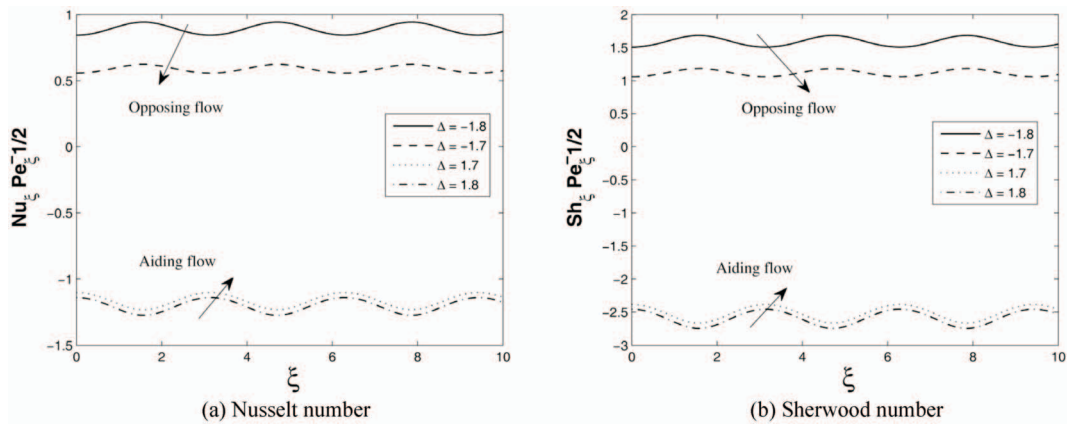 1
0.5
0
−0.5
−1
−1.5
0 2 4 6 8 10
Nu_ξ Pe_ξ^-1/2
ξ
Opposing flow
Aiding flow
Δ = −1.8
Δ = −1.7
Δ = 1.7
Δ = 1.8
(a) Nusselt number
2
1.5
1
0.5
0
−0.5
−1
−1.5
−2
−2.5
−3
0 2 4 6 8 10
Sh_ξ Pe_ξ^-1/2
ξ
Opposing flow
Aiding flow
Δ = −1.8
Δ = −1.7
Δ = 1.7
Δ = 1.8
(b) Sherwood number